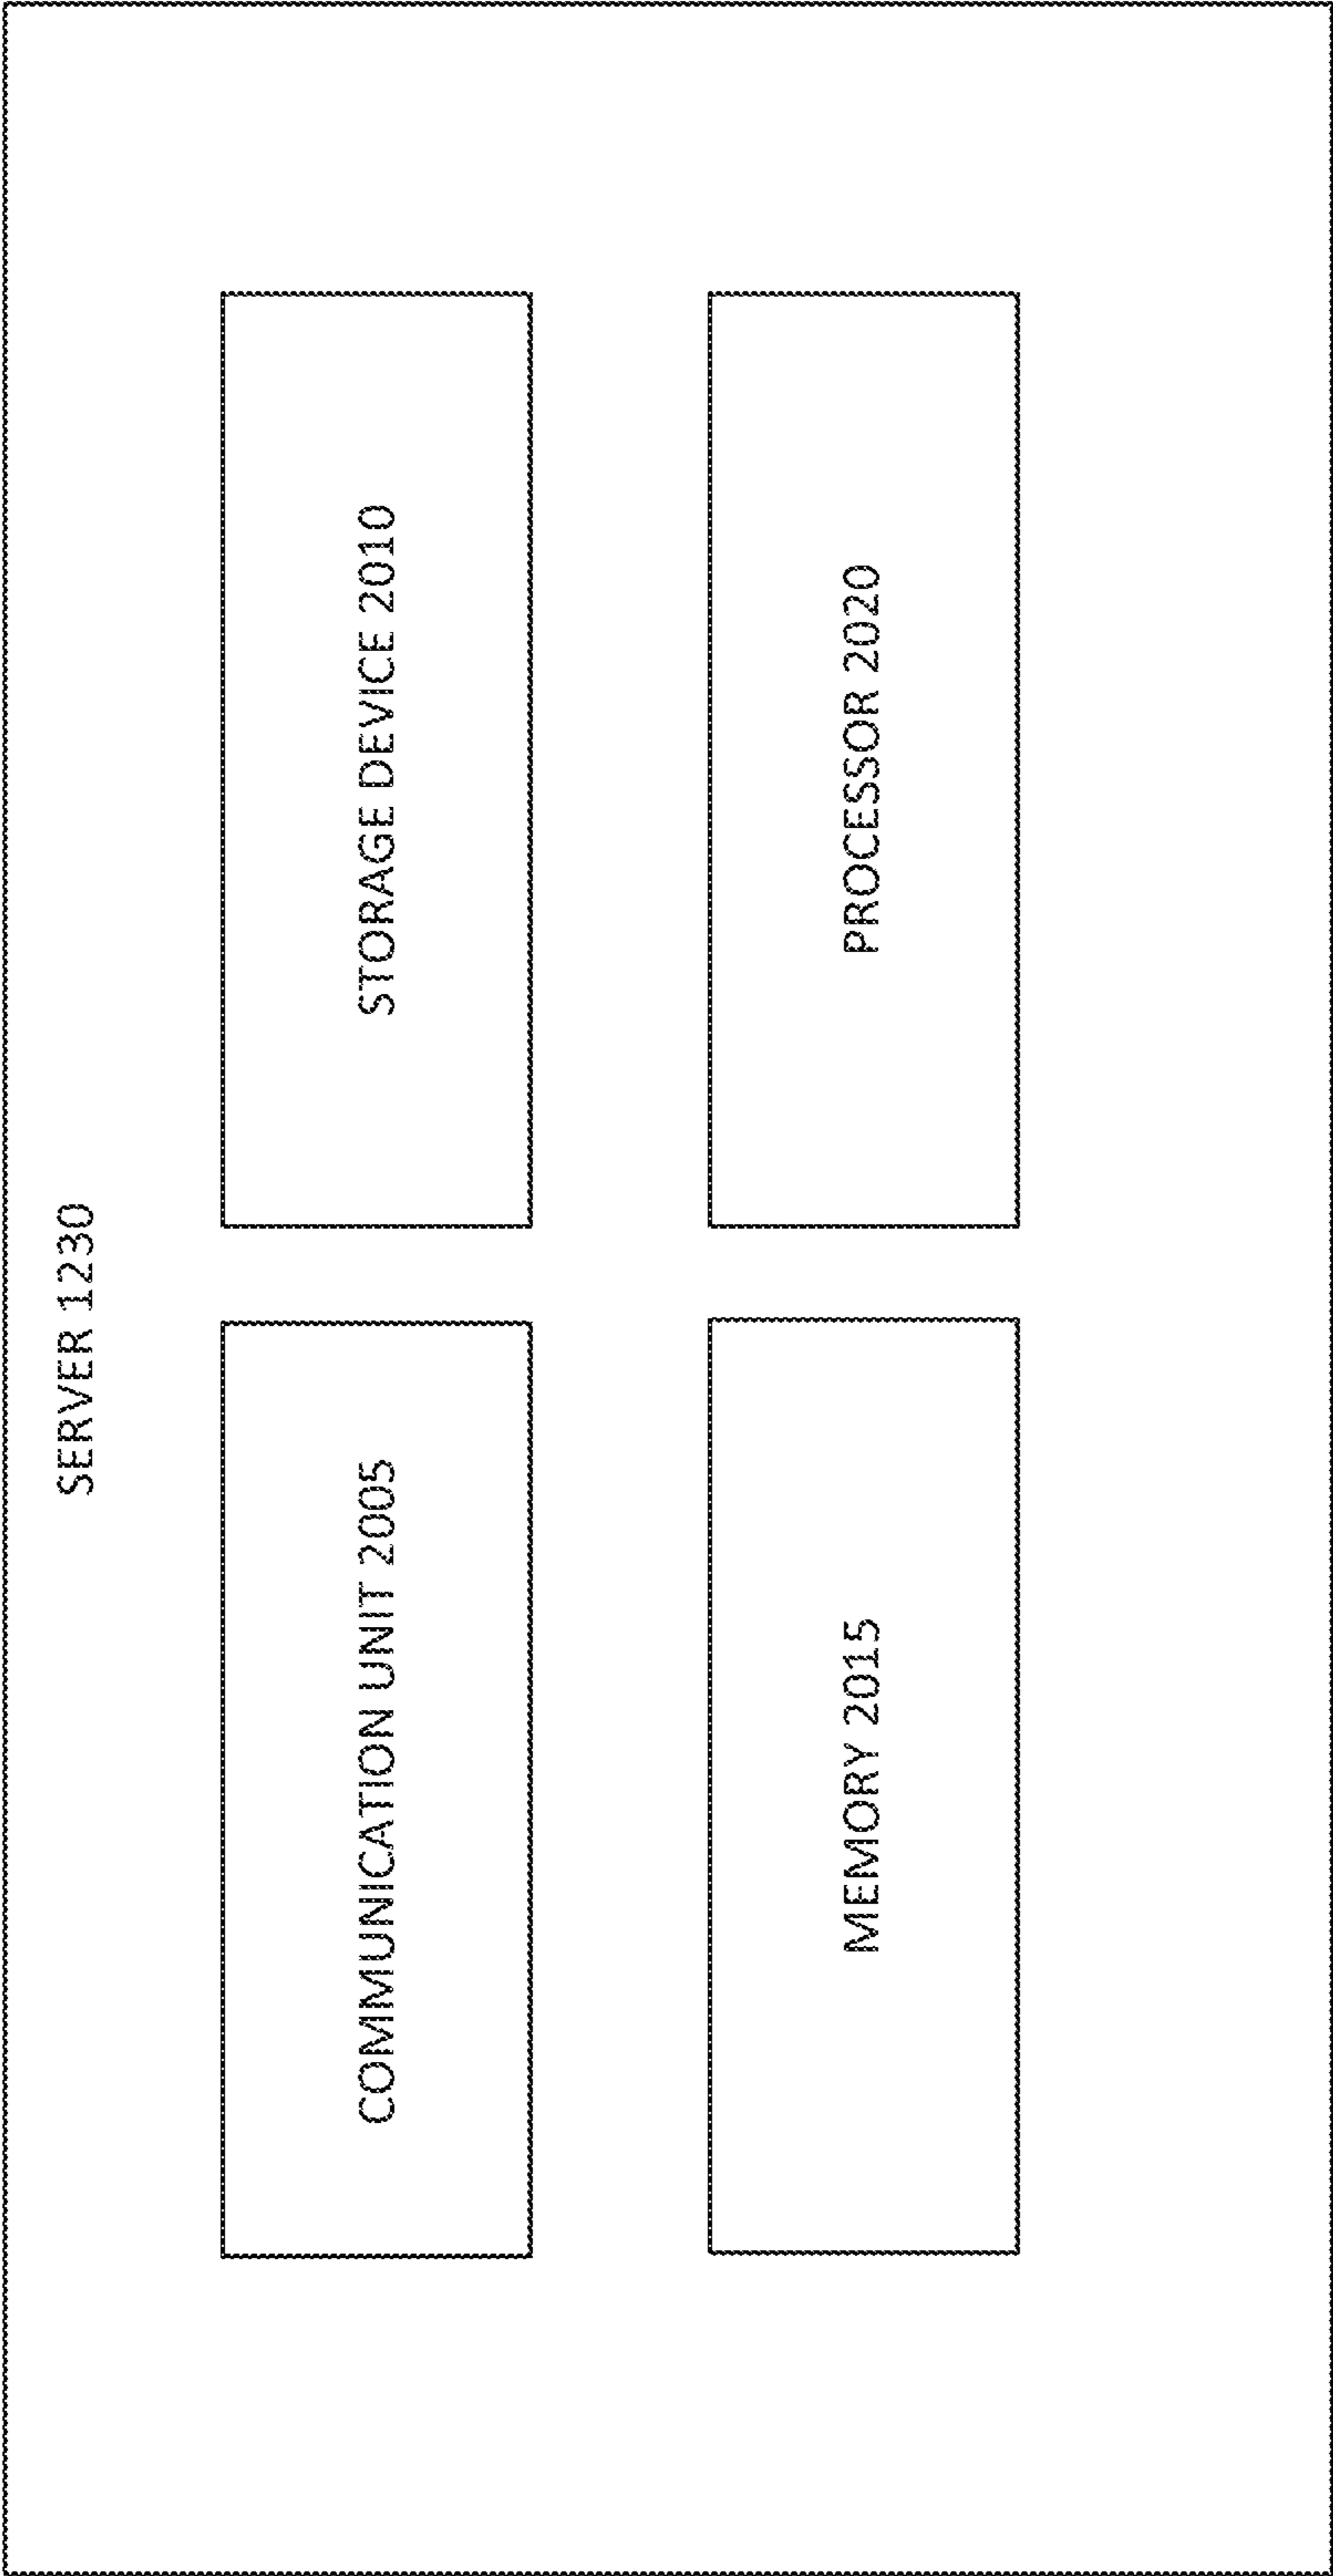 SERVER 1230
COMMUNICATION UNIT 2005
STORAGE DEVICE 2010
MEMORY 2015
PROCESSOR 2020